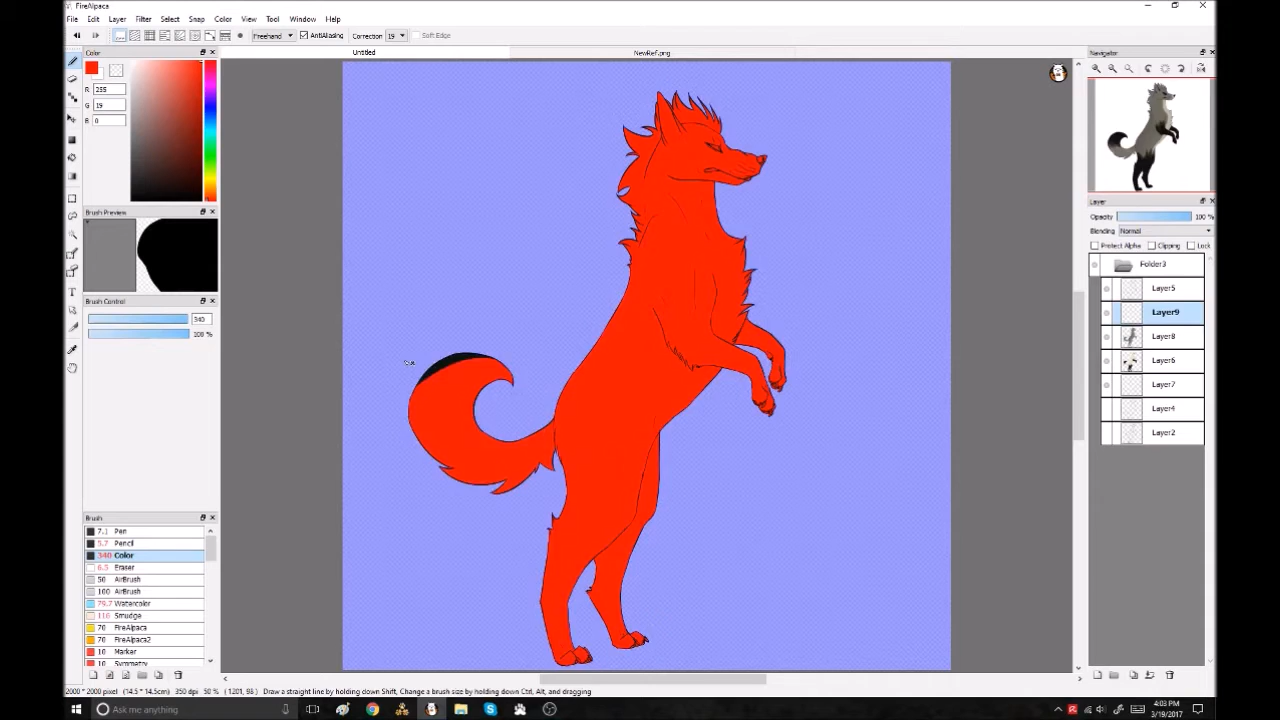 FireAlpaca
File Edit Layer Filter Select Snap Color View Tool Window Help
Freehand AntiAliasing Correction 19 Soft Edge
Untitled NewRef.png
Color
R 255
G 19
B 0
Navigator
Brush Preview
Layer
Opacity 100 %
Blending Normal
Protect Alpha Clipping Lock
Folder3
Layer5
Layer9
Layer8
Layer6
Layer7
Layer4
Layer2
Brush Control
340
100 %
Brush
7.1 Pen
5.7 Pencil
340 Color
6.5 Eraser
50 AirBrush
100 AirBrush
79.7 Watercolor
116 Smudge
70 FireAlpaca
70 FireAlpaca2
10 Marker
10 Symmetry
2000 * 2000 pixel (14.5 * 14.5cm) 350 dpi 50 % (1201, 98) Draw a straight line by holding down Shift, Change a brush size by holding down Ctrl, Alt, and dragging
Ask me anything
4:03 PM
3/19/2017